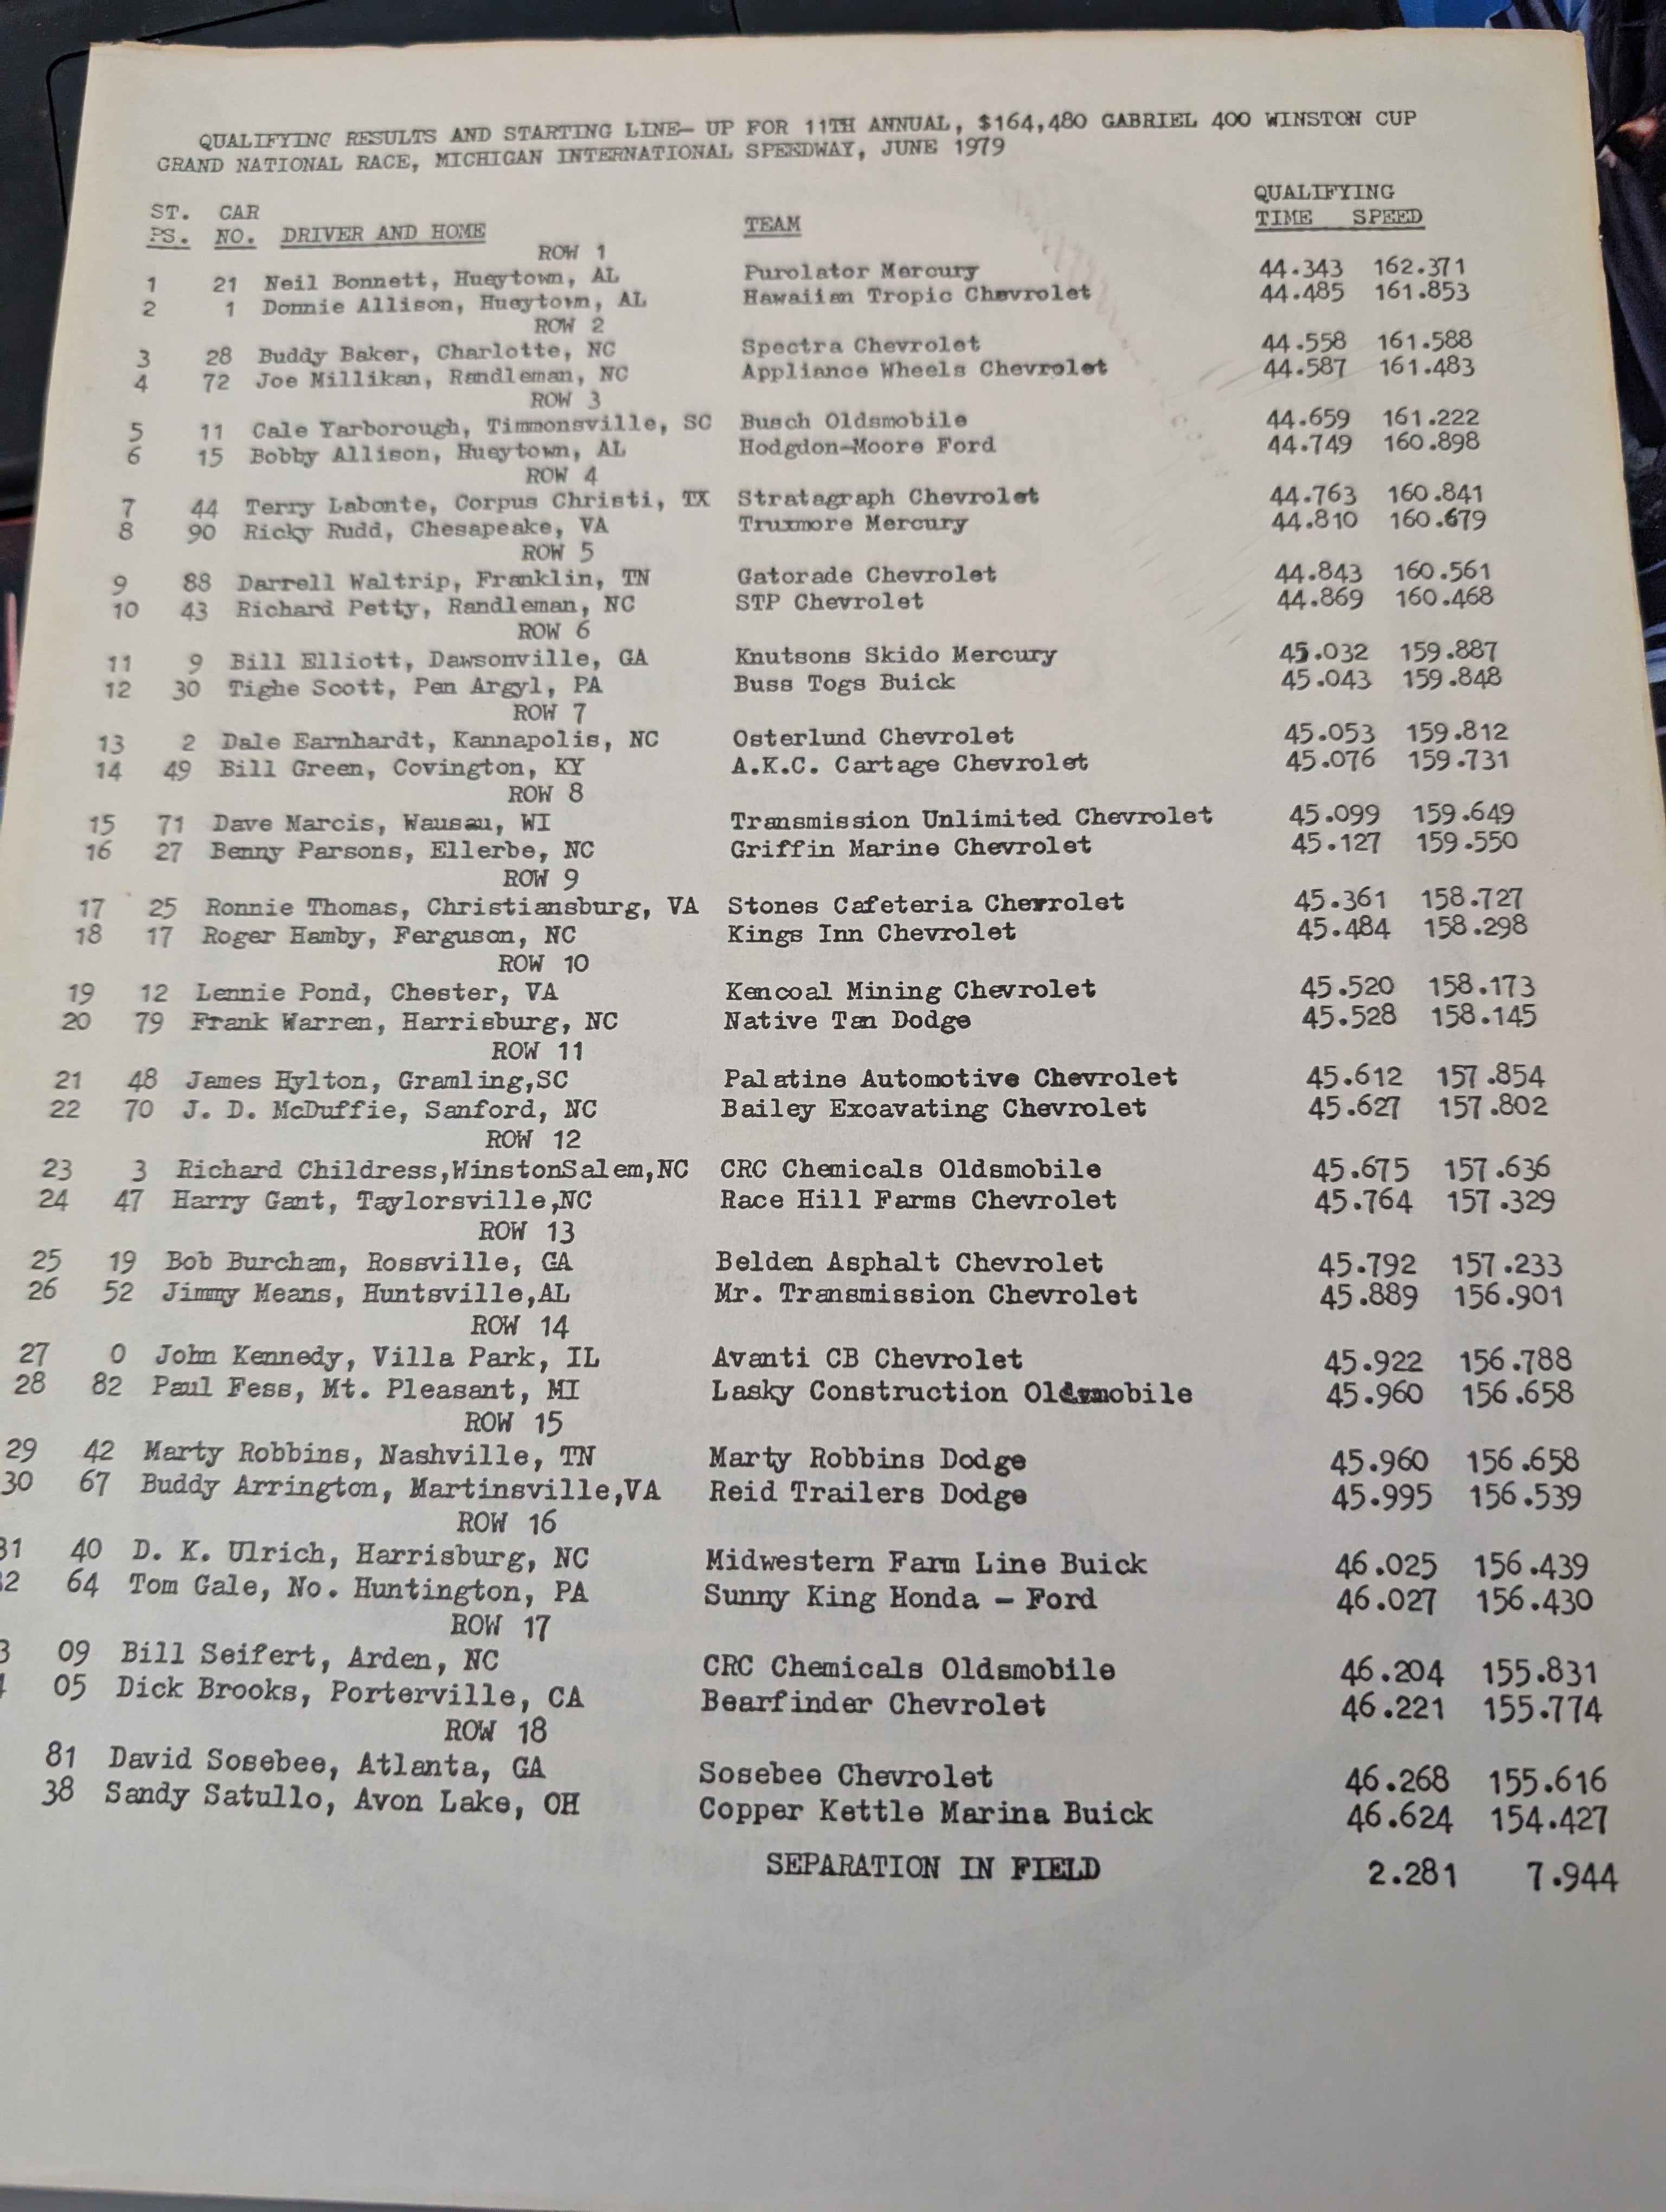 QUALIFYING RESULTS AND STARTING LINE- UP FOR 11TH ANNUAL, $164,480 GABRIEL 400 WINSTON CUP
GRAND NATIONAL RACE, MICHIGAN INTERNATIONAL SPEEDWAY, JUNE 1979
QUALIFYING
ST. CAR
PS. NO. DRIVER AND HOME TEAM TIME SPEED
ROW 1
1 21 Neil Bonnett, Hueytown, AL Purolator Mercury 44.343 162.371
2 1 Donnie Allison, Hueytown, AL Hawaiian Tropic Chevrolet 44.485 161.853
ROW 2
3 28 Buddy Baker, Charlotte, NC Spectra Chevrolet 44.558 161.588
4 72 Joe Millikan, Randleman, NC Appliance Wheels Chevrolet 44.587 161.483
ROW 3
5 11 Cale Yarborough, Timmonsville, SC Busch Oldsmobile 44.659 161.222
6 15 Bobby Allison, Hueytown, AL Hodgdon-Moore Ford 44.749 160.898
ROW 4
7 44 Terry Labonte, Corpus Christi, TX Stratagraph Chevrolet 44.763 160.841
8 90 Ricky Rudd, Chesapeake, VA Truxmore Mercury 44.810 160.679
ROW 5
9 88 Darrell Waltrip, Franklin, TN Gatorade Chevrolet 44.843 160.561
10 43 Richard Petty, Randleman, NC STP Chevrolet 44.869 160.468
ROW 6
11 9 Bill Elliott, Dawsonville, GA Knutsons Skido Mercury 45.032 159.887
12 30 Tighe Scott, Pen Argyl, PA Buss Togs Buick 45.043 159.848
ROW 7
13 2 Dale Earnhardt, Kannapolis, NC Osterlund Chevrolet 45.053 159.812
14 49 Bill Green, Covington, KY A.K.C. Cartage Chevrolet 45.076 159.731
ROW 8
15 71 Dave Marcis, Wausau, WI Transmission Unlimited Chevrolet 45.099 159.649
16 27 Benny Parsons, Ellerbe, NC Griffin Marine Chevrolet 45.127 159.550
ROW 9
17 25 Ronnie Thomas, Christiansburg, VA Stones Cafeteria Chevrolet 45.361 158.727
18 17 Roger Hamby, Ferguson, NC Kings Inn Chevrolet 45.484 158.298
ROW 10
19 12 Lennie Pond, Chester, VA Kencoal Mining Chevrolet 45.520 158.173
20 79 Frank Warren, Harrisburg, NC Native Tan Dodge 45.528 158.145
ROW 11
21 48 James Hylton, Gramling,SC Palatine Automotive Chevrolet 45.612 157.854
22 70 J. D. McDuffie, Sanford, NC Bailey Excavating Chevrolet 45.627 157.802
ROW 12
23 3 Richard Childress,WinstonSalem,NC CRC Chemicals Oldsmobile 45.675 157.636
24 47 Harry Gant, Taylorsville,NC Race Hill Farms Chevrolet 45.764 157.329
ROW 13
25 19 Bob Burcham, Rossville, GA Belden Asphalt Chevrolet 45.792 157.233
26 52 Jimmy Means, Huntsville,AL Mr. Transmission Chevrolet 45.889 156.901
ROW 14
27 0 John Kennedy, Villa Park, IL Avanti CB Chevrolet 45.922 156.788
28 82 Paul Fess, Mt. Pleasant, MI Lasky Construction Oldsmobile 45.960 156.658
ROW 15
29 42 Marty Robbins, Nashville, TN Marty Robbins Dodge 45.960 156.658
30 67 Buddy Arrington, Martinsville,VA Reid Trailers Dodge 45.995 156.539
ROW 16
31 40 D. K. Ulrich, Harrisburg, NC Midwestern Farm Line Buick 46.025 156.439
2 64 Tom Gale, No. Huntington, PA Sunny King Honda - Ford 46.027 156.430
ROW 17
3 09 Bill Seifert, Arden, NC CRC Chemicals Oldsmobile 46.204 155.831
05 Dick Brooks, Porterville, CA Bearfinder Chevrolet 46.221 155.774
ROW 18
81 David Sosebee, Atlanta, GA Sosebee Chevrolet 46.268 155.616
38 Sandy Satullo, Avon Lake, OH Copper Kettle Marina Buick 46.624 154.427
SEPARATION IN FIELD 2.281 7.944